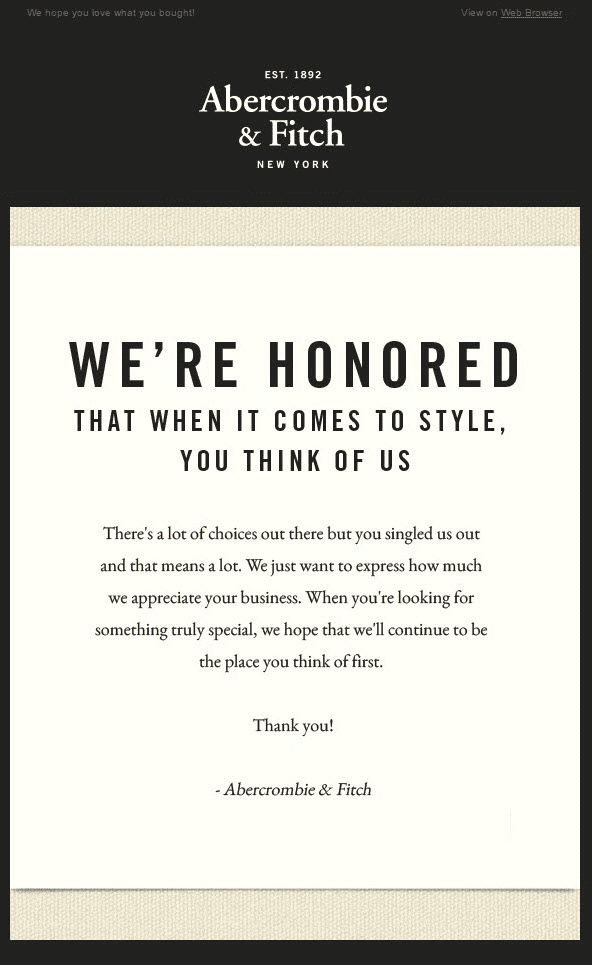 We hope you love what you bought!
View on Web Browser
EST. 1892
Abercrombie
& Fitch
NEW YORK
WE’RE HONORED
THAT WHEN IT COMES TO STYLE,
YOU THINK OF US
There's a lot of choices out there but you singled us out
and that means a lot. We just want to express how much
we appreciate your business. When you're looking for
something truly special, we hope that we'll continue to be
the place you think of first.
Thank you!
- Abercrombie & Fitch